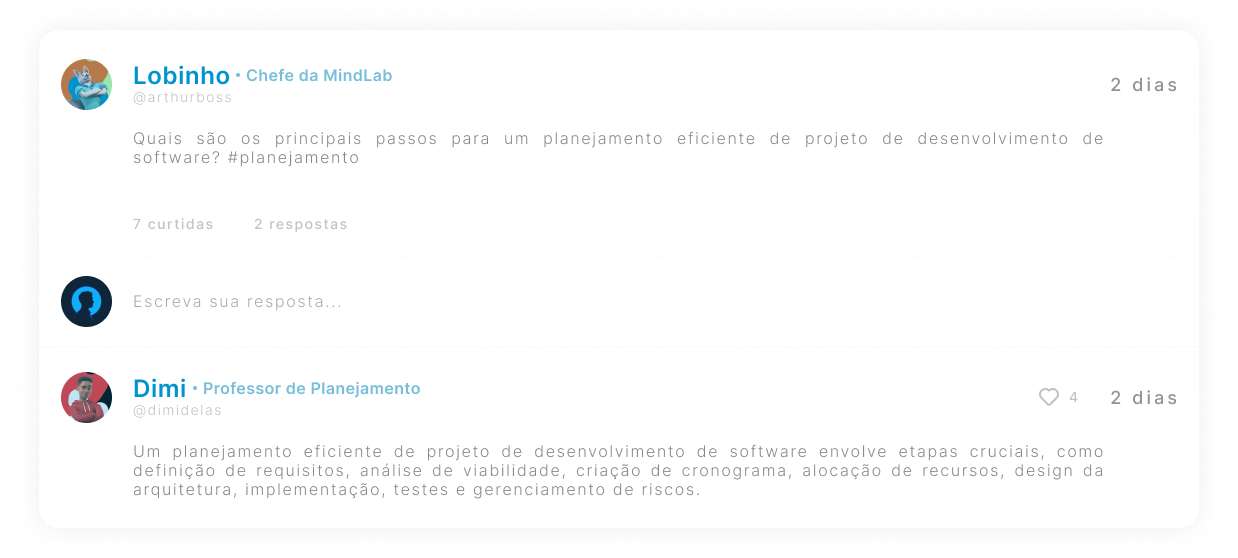 Lobinho • Chefe da MindLab
2 dias
@arthurboss
Quais são os principais passos para um planejamento eficiente de projeto de desenvolvimento de
software? #planejamento
7 curtidas 2 respostas
Escreva sua resposta...
Dimi • Professor de Planejamento
4 2 dias
@dimidelas
Um planejamento eficiente de projeto de desenvolvimento de software envolve etapas cruciais, como
definição de requisitos, análise de viabilidade, criação de cronograma, alocação de recursos, design da
arquitetura, implementação, testes e gerenciamento de riscos.